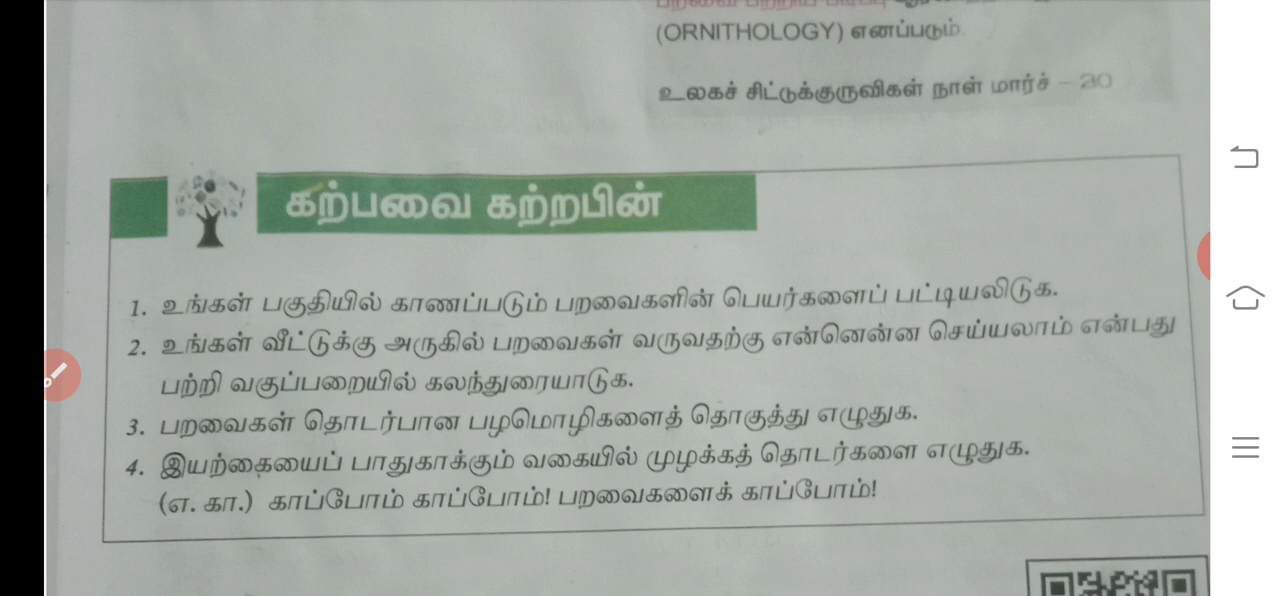 (ORNITHOLOGY) எனப்படும்.
உலகச் சிட்டுக்குருவிகள் நாள் மார்ச் – 20
கற்பவை கற்றபின்
1. உங்கள் பகுதியில் காணப்படும் பறவைகளின் பெயர்களைப் பட்டியலிடுக.
2. உங்கள் வீட்டுக்கு அருகில் பறவைகள் வருவதற்கு என்னென்ன செய்யலாம் என்பது
பற்றி வகுப்பறையில் கலந்துரையாடுக.
3. பறவைகள் தொடர்பான பழமொழிகளைத் தொகுத்து எழுதுக.
4. இயற்கையைப் பாதுகாக்கும் வகையில் முழக்கத் தொடர்களை எழுதுக.
(எ. கா.) காப்போம் காப்போம்! பறவைகளைக் காப்போம்!